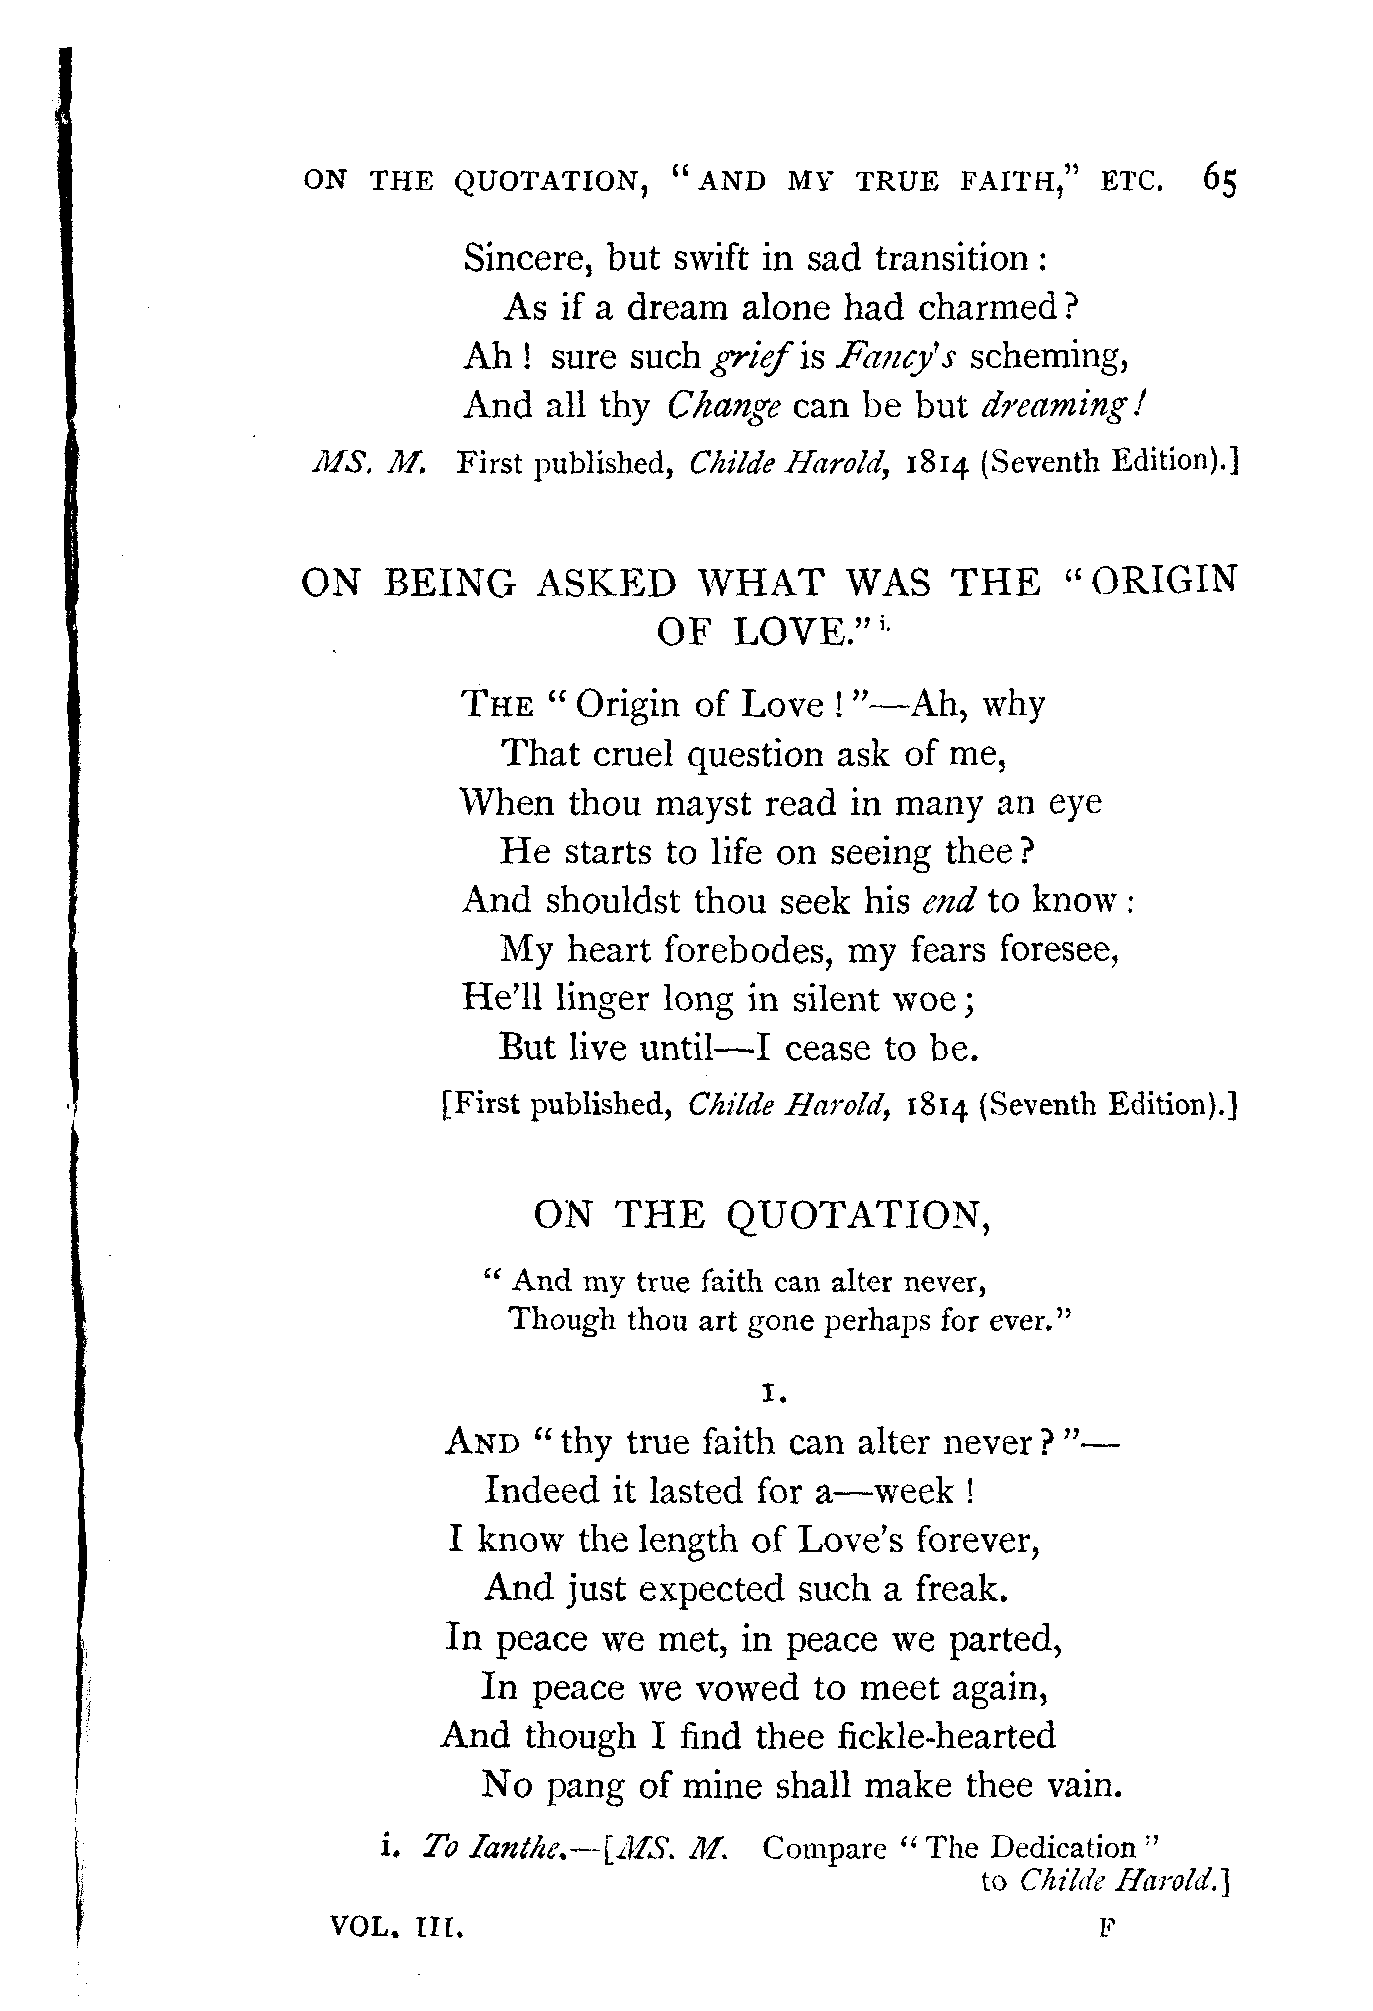 ON THE QUOTATION, "AND MY TRUE FAITH," ETC. 65
Sincere, but swift in sad transition:
As if a dream alone had charmed?
Ah! sure such grief is Fancy's scheming,
And all thy Change can be but dreaming!
MS. M. First published, Childe Harold, 1814 (Seventh Edition).]
ON BEING ASKED WHAT WAS THE "ORIGIN
OF LOVE." i.
THE "Origin of Love!"—Ah, why
That cruel question ask of me,
When thou mayst read in many an eye
He starts to life on seeing thee?
And shouldst thou seek his end to know:
My heart forebodes, my fears foresee,
He'll linger long in silent woe;
But live until—I cease to be.
[First published, Childe Harold, 1814 (Seventh Edition).]
ON THE QUOTATION,
"And my true faith can alter never,
Though thou art gone perhaps for ever."
1.
AND "thy true faith can alter never?"—
Indeed it lasted for a—week!
I know the length of Love's forever,
And just expected such a freak.
In peace we met, in peace we parted,
In peace we vowed to meet again,
And though I find thee fickle-hearted
No pang of mine shall make thee vain.
i. To Ianthe.—[MS. M. Compare "The Dedication"
to Childe Harold.]
VOL. III. F